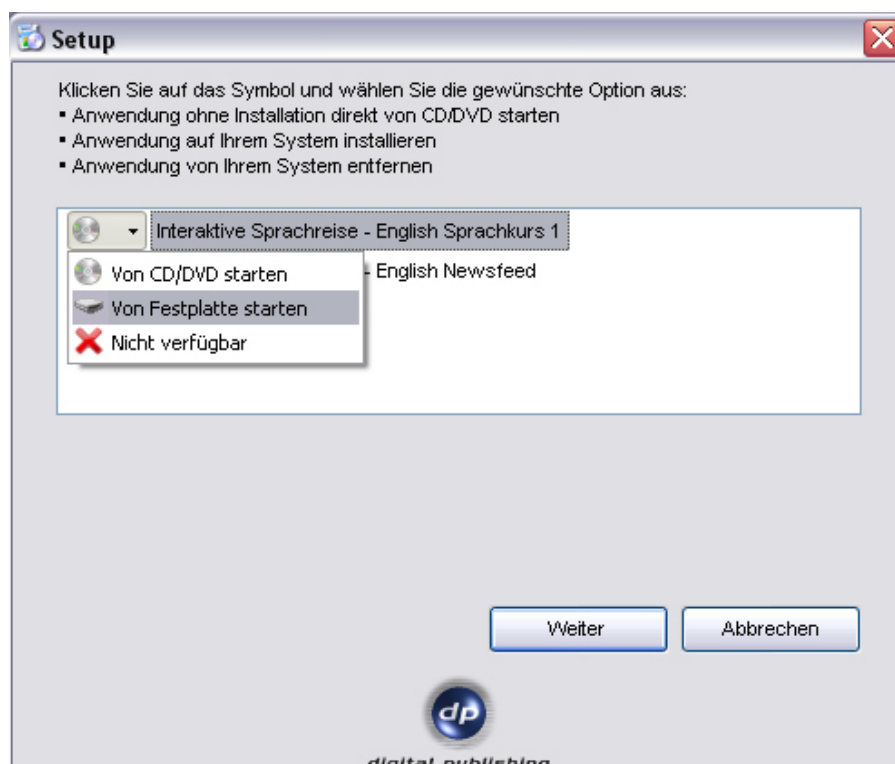 Setup
Klicken Sie auf das Symbol und wählen Sie die gewünschte Option aus:
▪ Anwendung ohne Installation direkt von CD/DVD starten
▪ Anwendung auf Ihrem System installieren
▪ Anwendung von Ihrem System entfernen
Interaktive Sprachreise - English Sprachkurs 1
- English Newsfeed
Von CD/DVD starten
Von Festplatte starten
Nicht verfügbar
Weiter
Abbrechen
dp
digital publishing